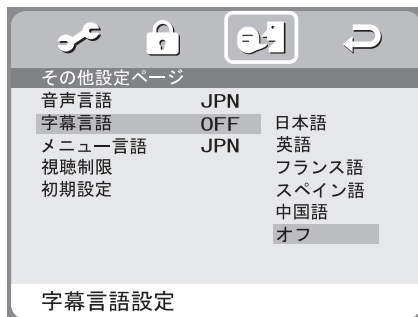 その他設定ページ
音声言語 JPN
字幕言語 OFF 日本語
メニュー言語 JPN 英語
視聴制限 フランス語
初期設定 スペイン語
中国語
オフ
字幕言語設定